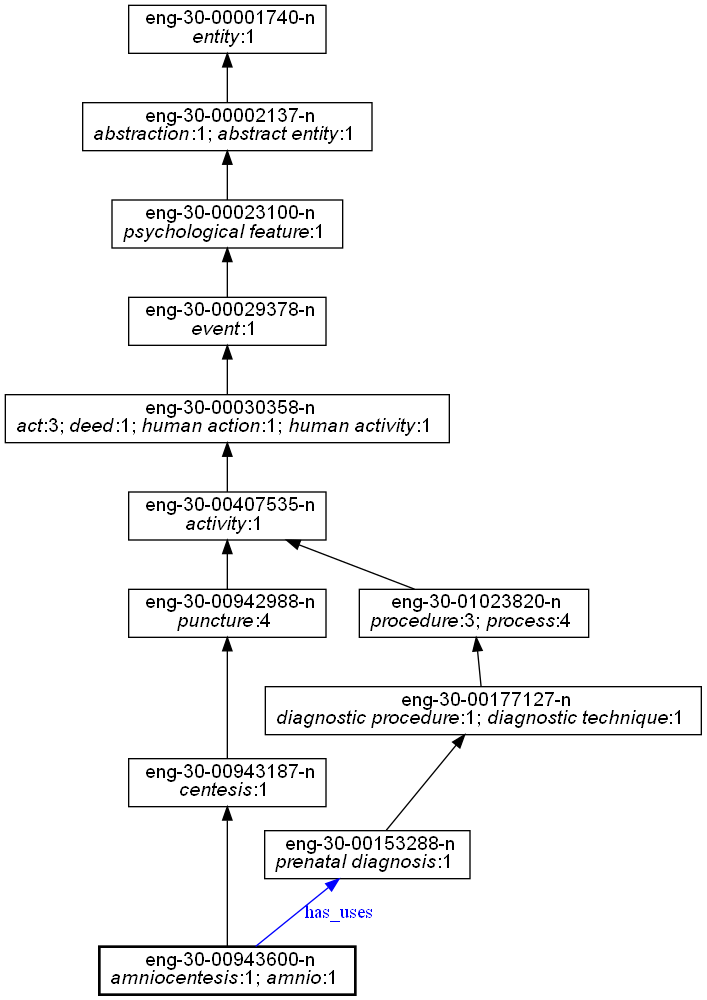 eng-30-00001740-n
entity:1
eng-30-00002137-n
abstraction:1; abstract entity:1
eng-30-00023100-n
psychological feature:1
eng-30-00029378-n
event:1
eng-30-00030358-n
act:3; deed:1; human action:1; human activity:1
eng-30-00407535-n
activity:1
eng-30-00942988-n
puncture:4
eng-30-01023820-n
procedure:3; process:4
eng-30-00177127-n
diagnostic procedure:1; diagnostic technique:1
eng-30-00943187-n
centesis:1
eng-30-00153288-n
prenatal diagnosis:1
has_uses
eng-30-00943600-n
amniocentesis:1; amnio:1